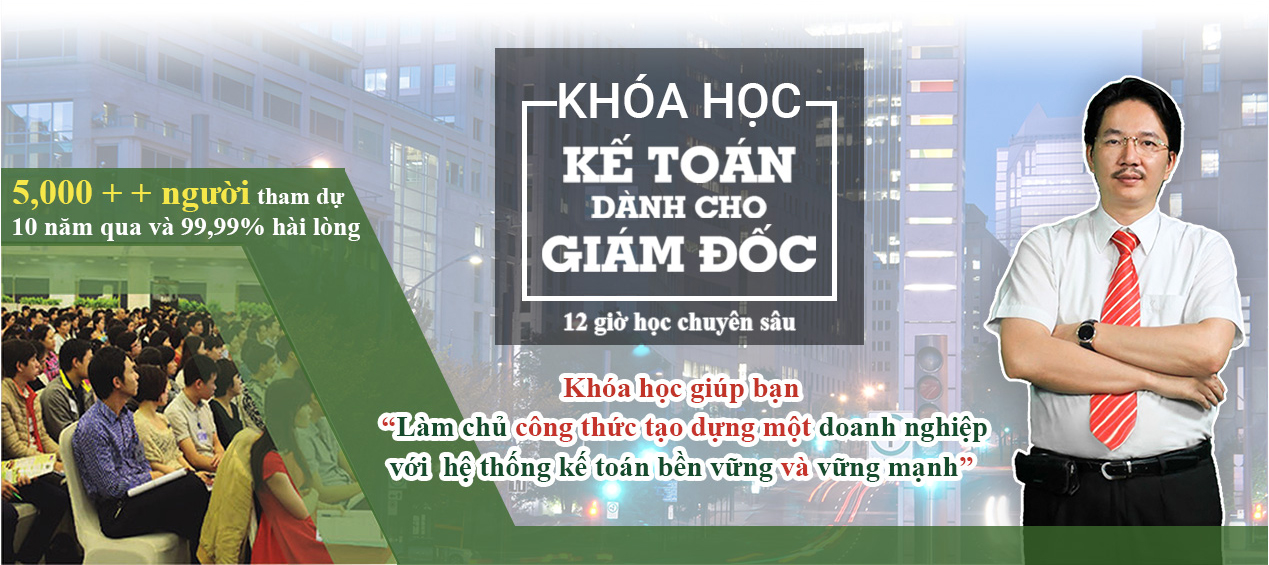 5,000 + + người tham dự
10 năm qua và 99,99% hài lòng
KHÓA HỌC
KẾ TOÁN
DÀNH CHO
GIÁM ĐỐC
12 giờ học chuyên sâu
Khóa học giúp bạn
“Làm chủ công thức tạo dựng một doanh nghiệp
với hệ thống kế toán bền vững và vững mạnh”